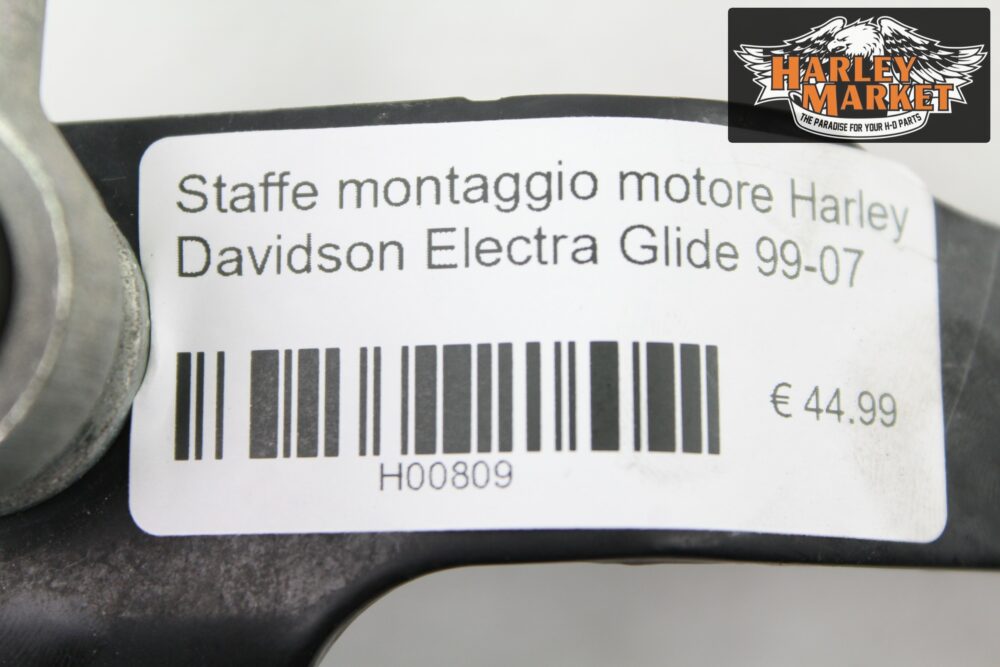 HARLEY
MARKET
THE PARADISE FOR YOUR H-D PARTS
Staffe montaggio motore Harley
Davidson Electra Glide 99-07
€ 44.99
H00809